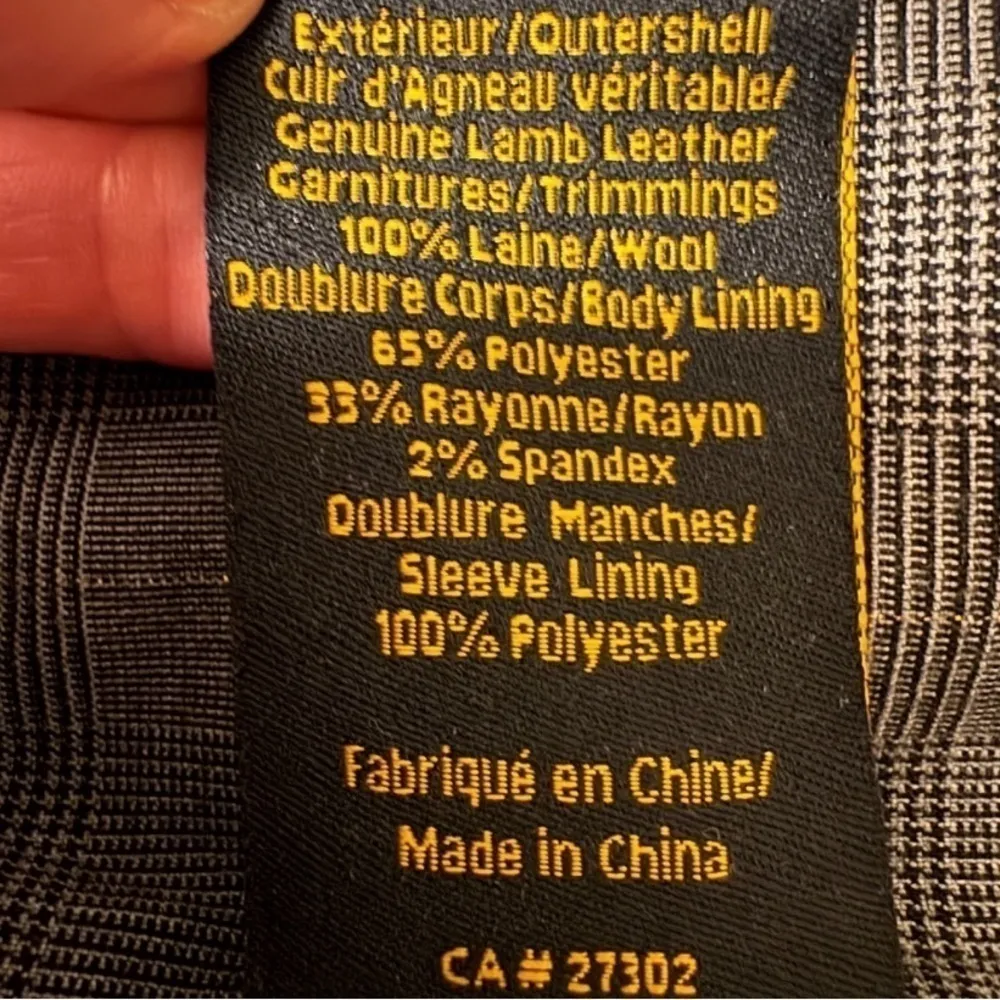 Extérieur/Outershell
Cuir d'Agneau véritable/
Genuine Lamb Leather
Garnitures/Trimmings
100% Laine/Wool
Doublure Corps/Body Lining
65% Polyester
33% Rayonne/Rayon
2% Spandex
Doublure Manches/
Sleeve Lining
100% Polyester
Fabriqué en Chine/
Made in China
CA# 27302